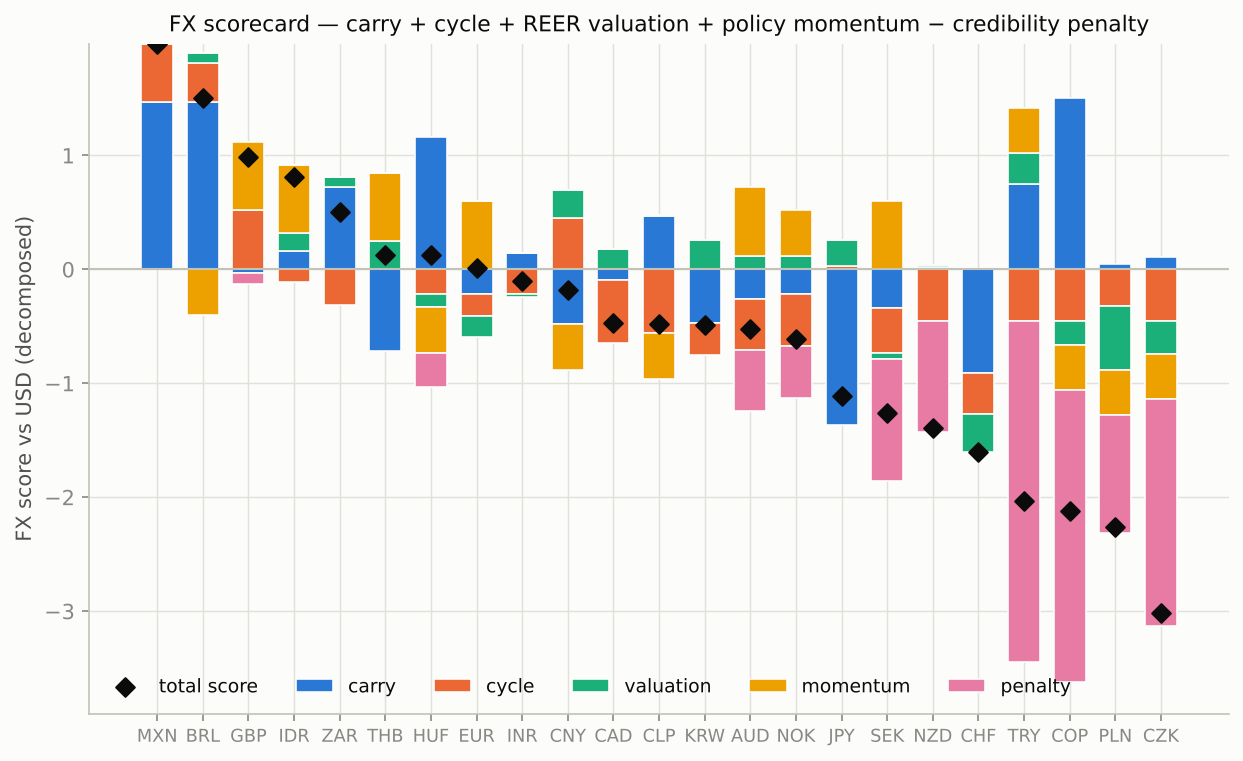 FX scorecard — carry + cycle + REER valuation + policy momentum − credibility penalty
FX score vs USD (decomposed)
1
0
−1
−2
−3
total score carry cycle valuation momentum penalty
MXN BRL GBP IDR ZAR THB HUF EUR INR CNY CAD CLP KRW AUD NOK JPY SEK NZD CHF TRY COP PLN CZK